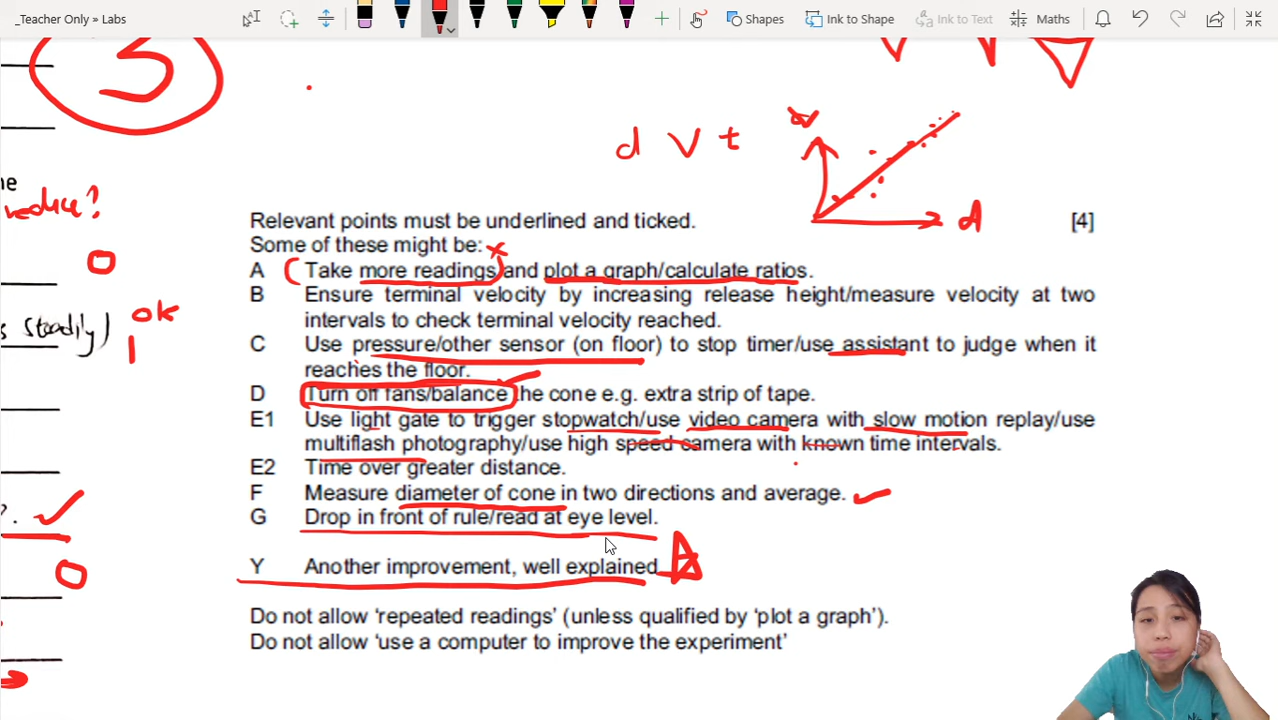 _Teacher Only » Labs
Shapes
Ink to Shape
Ink to Text
Maths
3
d v t
d
ne
reduce?
0
s steadily)
ok
1
?.
0
Relevant points must be underlined and ticked. [4]
Some of these might be:
A Take more readings and plot a graph/calculate ratios.
B Ensure terminal velocity by increasing release height/measure velocity at two
intervals to check terminal velocity reached.
C Use pressure/other sensor (on floor) to stop timer/use assistant to judge when it
reaches the floor.
D Turn off fans/balance the cone e.g. extra strip of tape.
E1 Use light gate to trigger stopwatch/use video camera with slow motion replay/use
multiflash photography/use high speed camera with known time intervals.
E2 Time over greater distance.
F Measure diameter of cone in two directions and average.
G Drop in front of rule/read at eye level.
Y Another improvement, well explained
Do not allow 'repeated readings' (unless qualified by 'plot a graph').
Do not allow 'use a computer to improve the experiment'